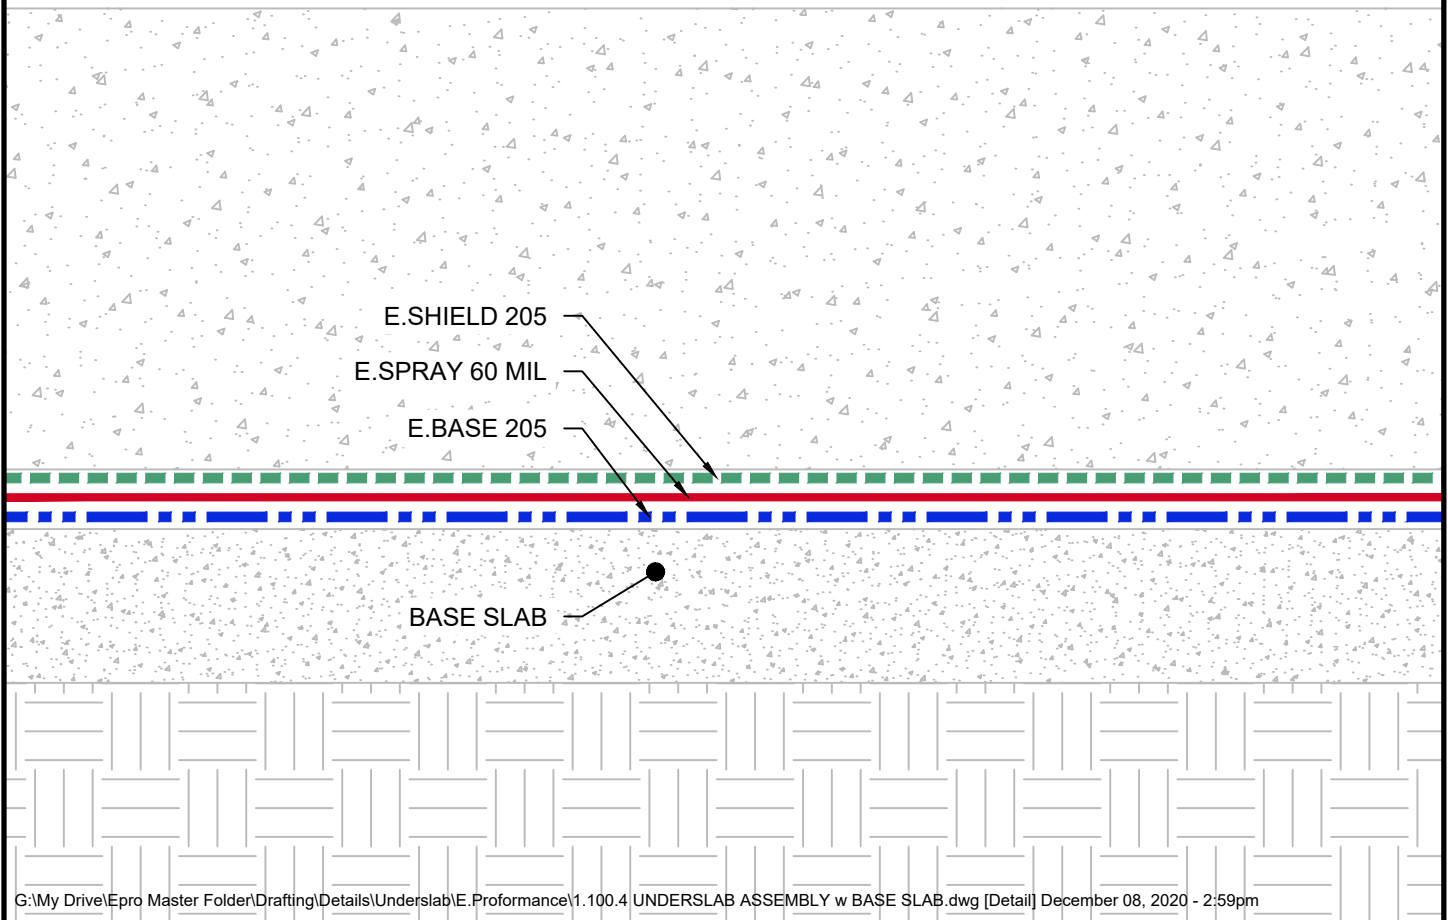 E.SHIELD 205
E.SPRAY 60 MIL
E.BASE 205
BASE SLAB
G:\My Drive\Epro Master Folder\Drafting\Details\Underslab\E.Proformance\1.100.4 UNDERSLAB ASSEMBLY w BASE SLAB.dwg [Detail] December 08, 2020 - 2:59pm